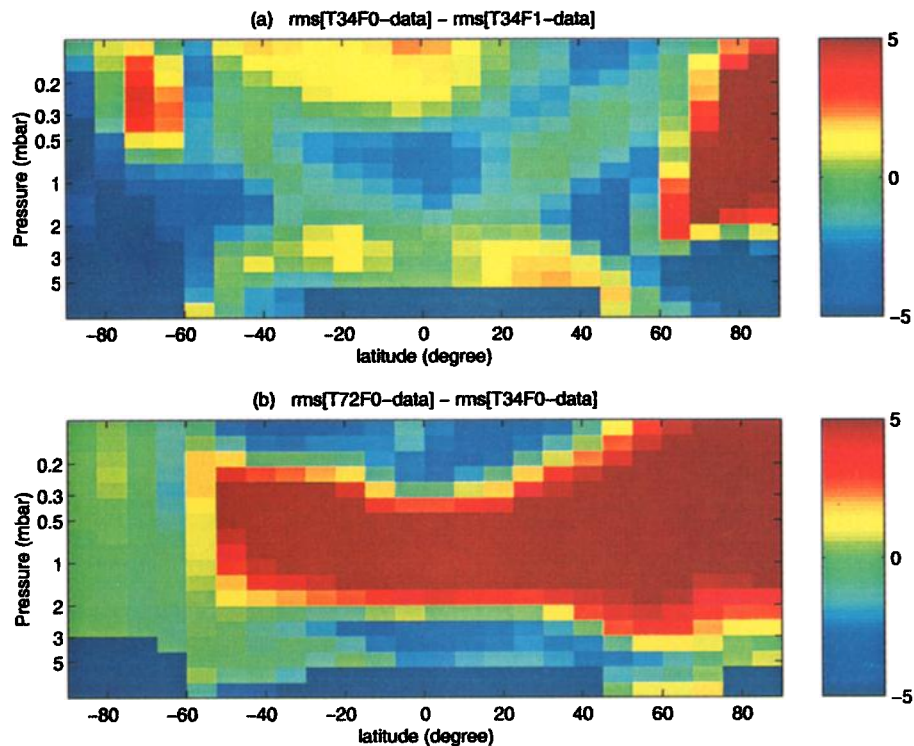 (a) rms[T34F0-data] - rms[T34F1-data]
Pressure (mbar)
0.2
0.3
0.5
1
2
3
5
-80 -60 -40 -20 0 20 40 60 80
latitude (degree)
5
0
-5
(b) rms[T72F0-data] - rms[T34F0-data]
Pressure (mbar)
0.2
0.3
0.5
1
2
3
5
-80 -60 -40 -20 0 20 40 60 80
latitude (degree)
5
0
-5